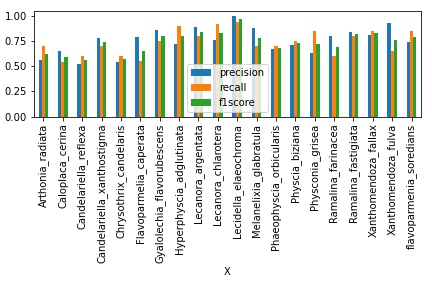 1.00
0.75
0.50
0.25
0.00
precision
recall
f1score
Arthonia_radiata
Caloplaca_cerina
Candelariella_reflexa
Candelariella_xanthostigma
Chrysothrix_candelaris
Flavoparmelia_caperata
Gyalolechia_flavorubescens
Hyperphyscia_adglutinata
Lecanora_argentata
Lecanora_chlarotera
Lecidella_elaeochroma
Melanelixia_glabratula
Phaeophyscia_orbicularis
Physcia_biziana
Physconia_grisea
Ramalina_farinacea
Ramalina_fastigiata
Xanthomendoza_fallax
Xanthomendoza_fulva
flavoparmenia_soredians
X